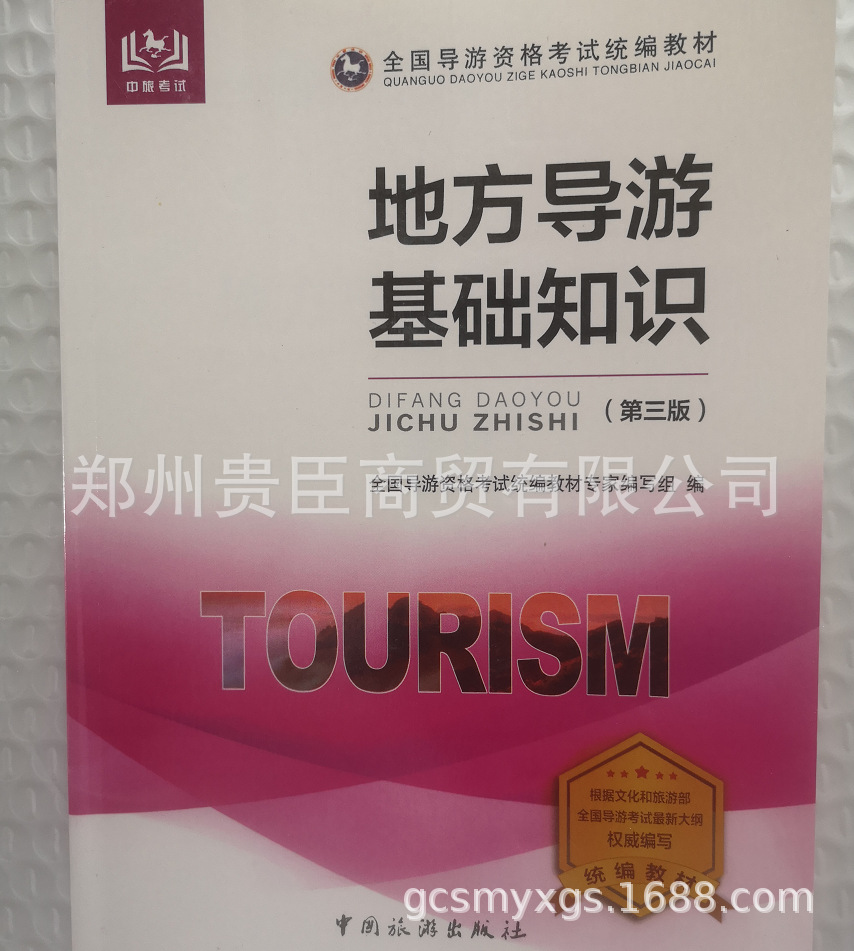 中旅考试
全国导游资格考试统编教材
QUANGUO DAOYOU ZIGE KAOSHI TONGBIAN JIAOCAI
地方导游
基础知识
DIFANG DAOYOU
JICHU ZHISHI
（第三版）
郑州贵臣商贸有限公司
全国导游资格考试统编教材专家编写组 编
TOURISM
根据文化和旅游部
全国导游考试最新大纲
权威编写
统编教材
gcsmyxgs.1688.com
中国旅游出版社